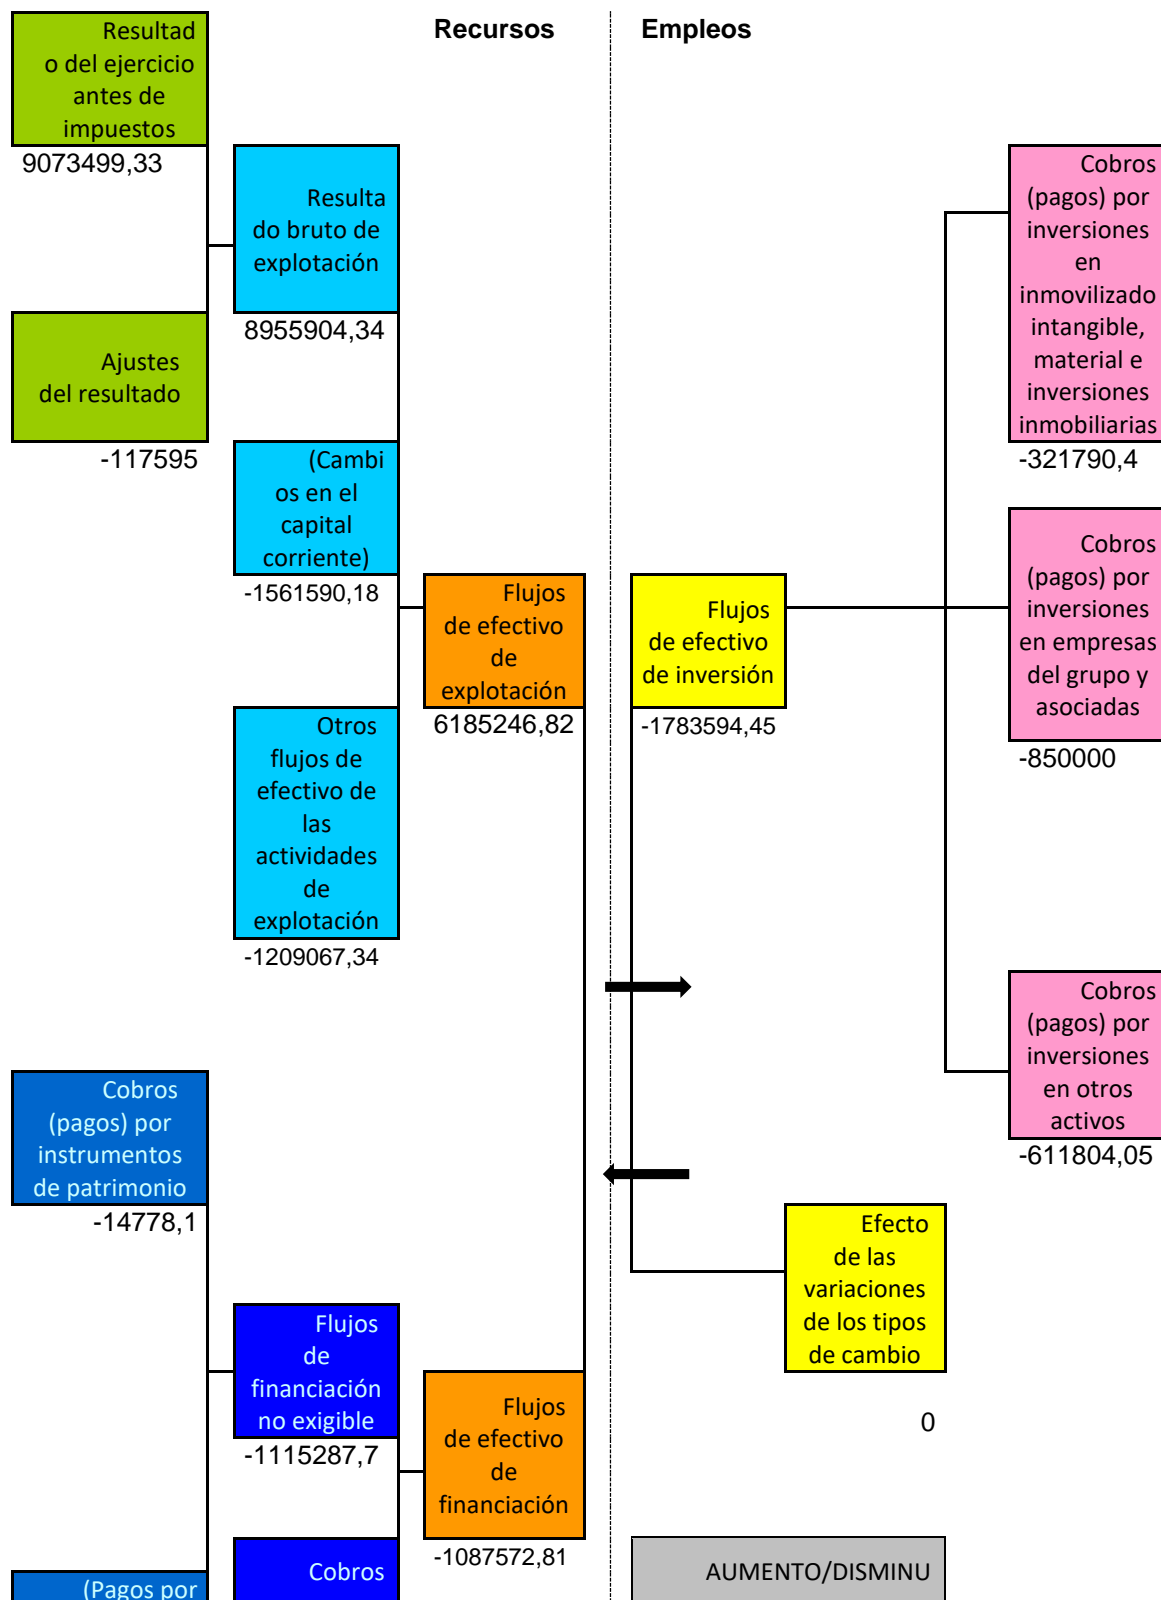 Recursos
Empleos
Resultad
o del ejercicio
antes de
impuestos
9073499,33
Ajustes
del resultado
-117595
Resulta
do bruto de
explotación
8955904,34
(Cambi
os en el
capital
corriente)
-1561590,18
Otros
flujos de
efectivo de
las
actividades
de
explotación
-1209067,34
Flujos
de efectivo
de
explotación
6185246,82
Flujos
de efectivo
de inversión
-1783594,45
Cobros
(pagos) por
inversiones
en
inmovilizado
intangible,
material e
inversiones
inmobiliarias
-321790,4
Cobros
(pagos) por
inversiones
en empresas
del grupo y
asociadas
-850000
Cobros
(pagos) por
inversiones
en otros
activos
-611804,05
Efecto
de las
variaciones
de los tipos
de cambio
0
Cobros
(pagos) por
instrumentos
de patrimonio
-14778,1
Flujos
de
financiación
no exigible
-1115287,7
Flujos
de efectivo
de
financiación
-1087572,81
(Pagos por
Cobros
AUMENTO/DISMINU